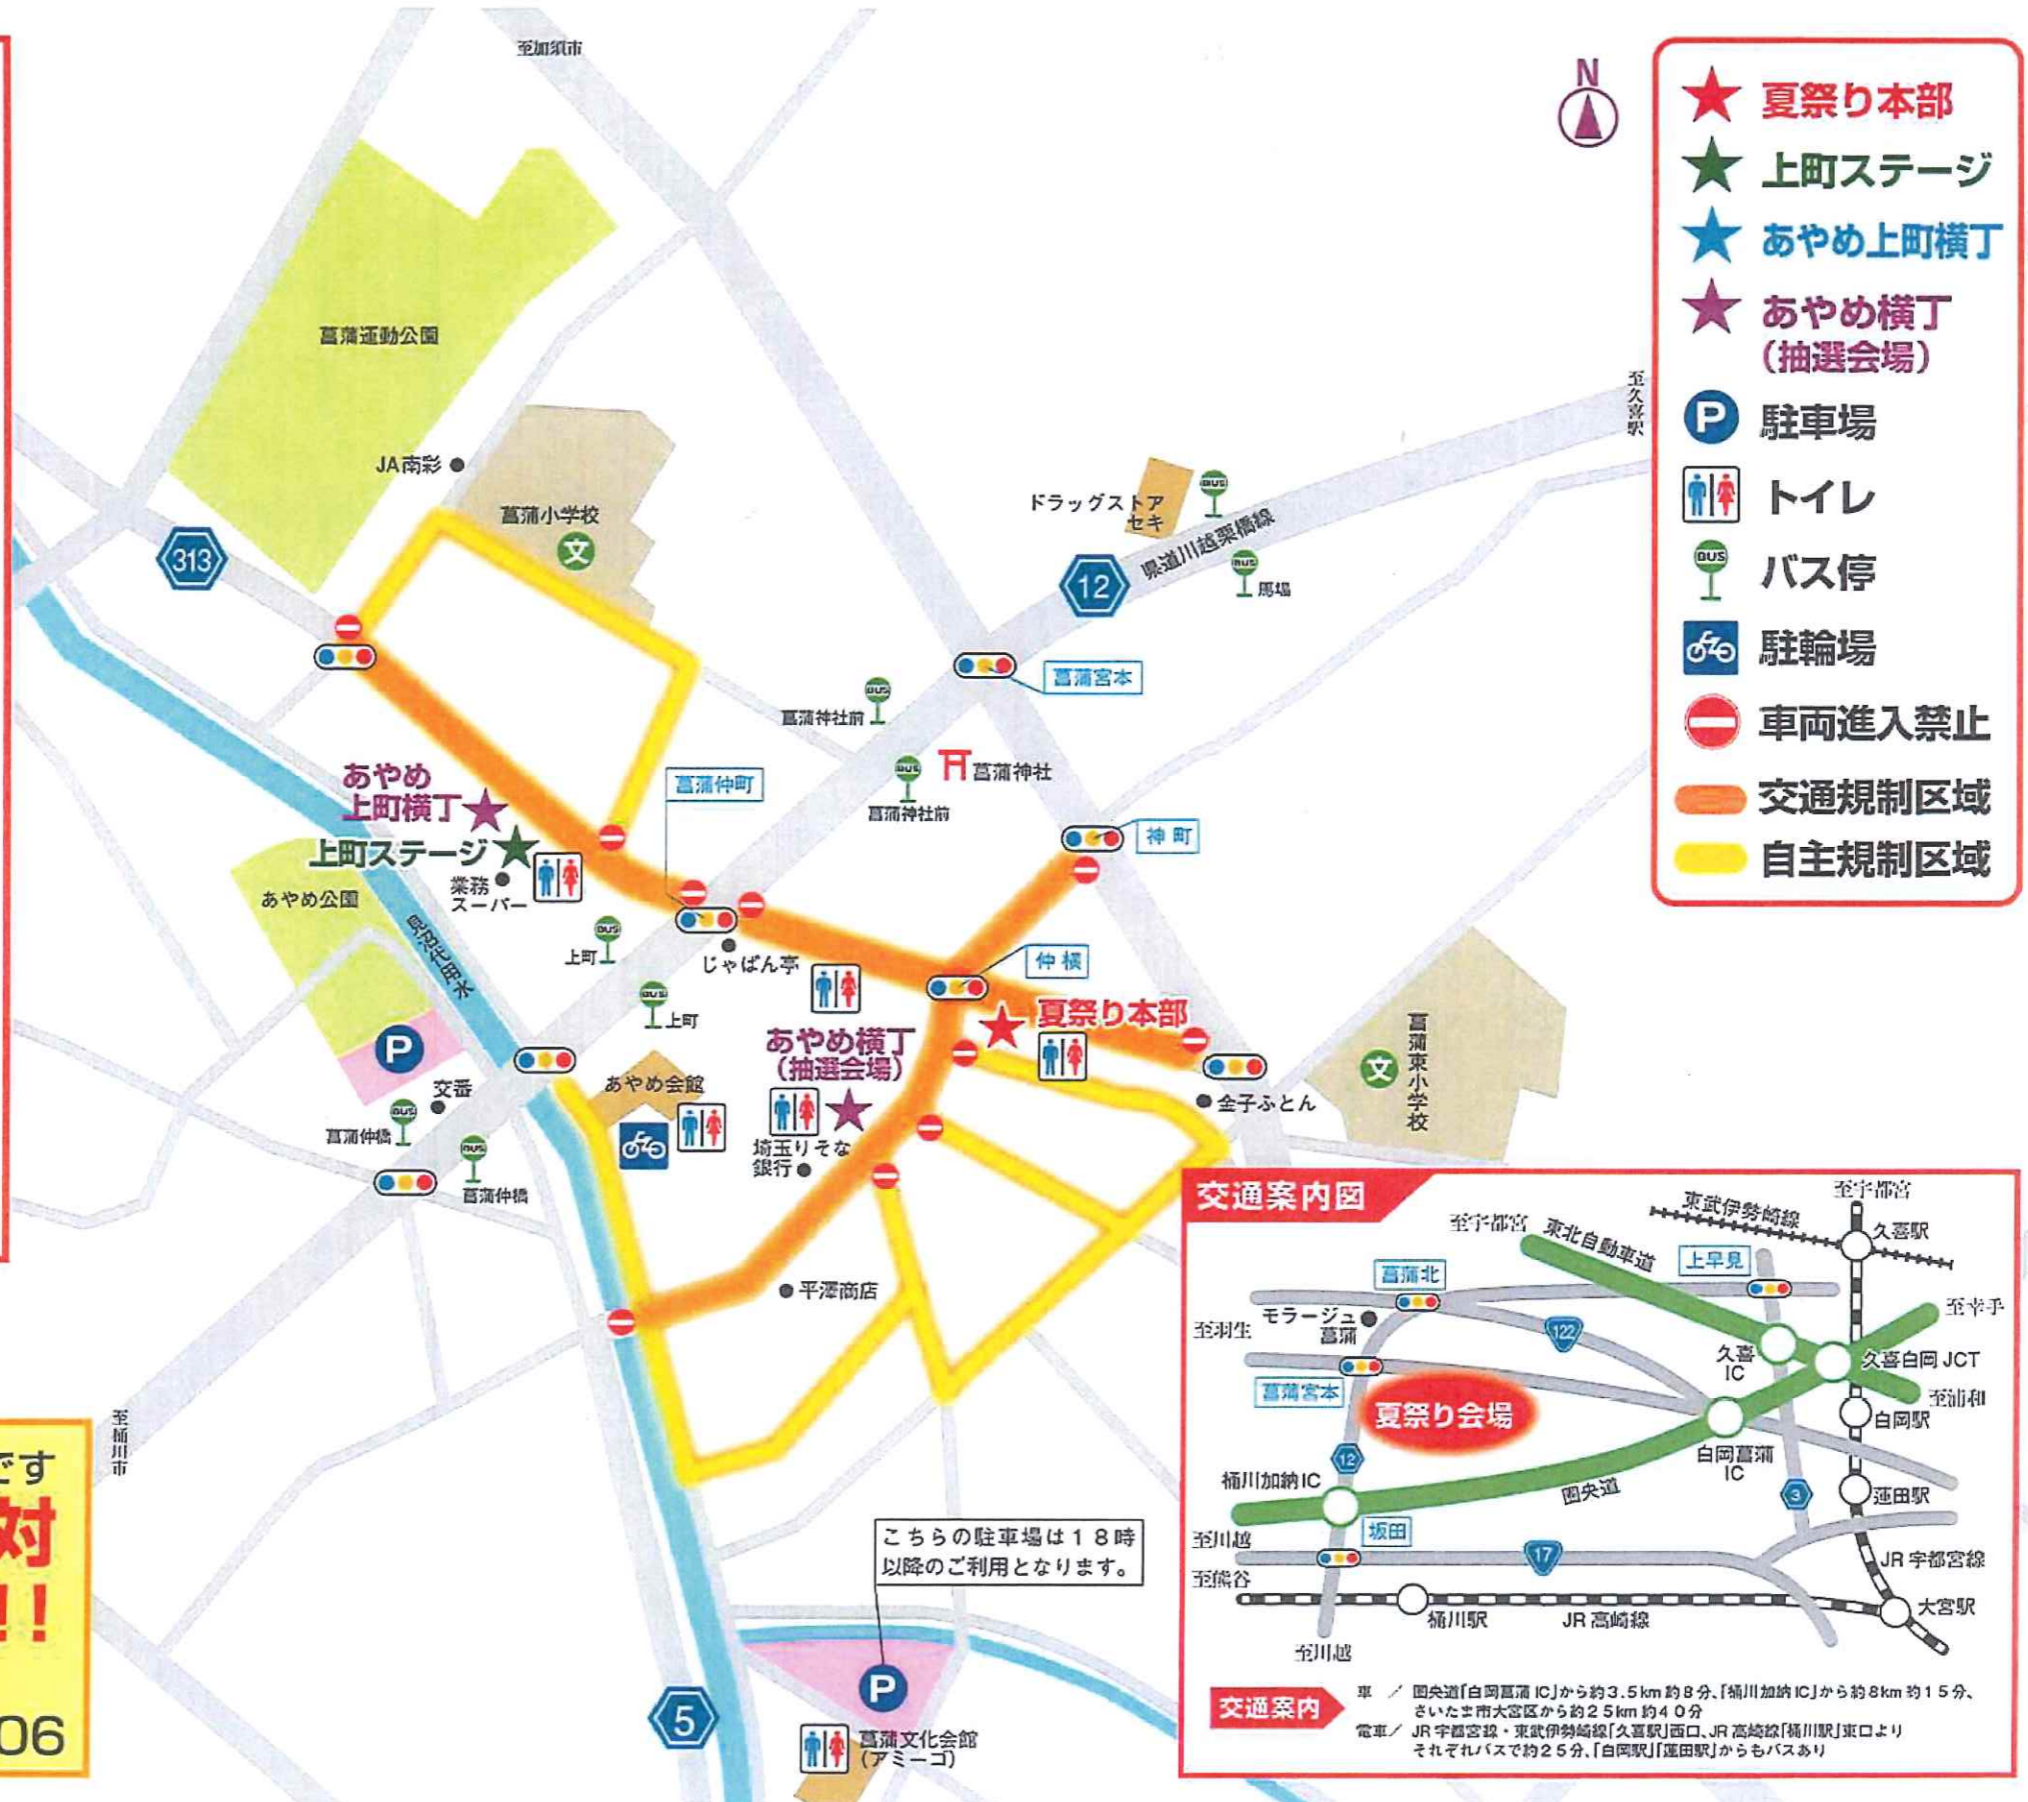 至加須市
N
夏祭り本部
上町ステージ
あやめ上町横丁
あやめ横丁
（抽選会場）
P
駐車場
トイレ
BUS
バス停
駐輪場
車両進入禁止
交通規制区域
自主規制区域
菖蒲運動公園
至久喜駅
JA南彩
菖蒲小学校
文
313
ドラッグストア
セキ
BUS
県道川越栗橋線
12
BUS
馬場
菖蒲宮本
BUS
菖蒲神社前
菖蒲神社
BUS
菖蒲神社前
菖蒲仲町
あやめ
上町横丁
上町ステージ
業務
スーパー
神町
あやめ公園
見沼代用水
BUS
上町
じゃぱん亭
仲横
BUS
上町
夏祭り本部
あやめ横丁
（抽選会場）
P
交番
あやめ会館
BUS
菖蒲仲橋
BUS
菖蒲仲橋
埼玉りそな
銀行
金子ふとん
文
菖蒲東小学校
平澤商店
至桶川市
です
対
!!
06
こちらの駐車場は１８時
以降のご利用となります。
P
5
菖蒲文化会館
（アミーゴ）
交通案内図
至宇都宮
東武伊勢崎線
久喜駅
至宇都宮
東北自動車道
上早見
菖蒲北
至幸手
モラージュ
菖蒲
至羽生
122
久喜
IC
久喜白岡JCT
菖蒲宮本
夏祭り会場
至浦和
白岡駅
12
白岡菖蒲
IC
桶川加納IC
圏央道
3
蓮田駅
至川越
坂田
17
至熊谷
JR宇都宮線
桶川駅
JR高崎線
大宮駅
至川越
交通案内
車　／　圏央道「白岡菖蒲IC」から約3.5km約８分、「桶川加納IC」から約8km約１５分、
さいたま市大宮区から約２５km約４０分
電車／　JR宇都宮線・東武伊勢崎線「久喜駅」西口、JR高崎線「桶川駅」東口より
それぞれバスで約２５分、「白岡駅」「蓮田駅」からもバスあり